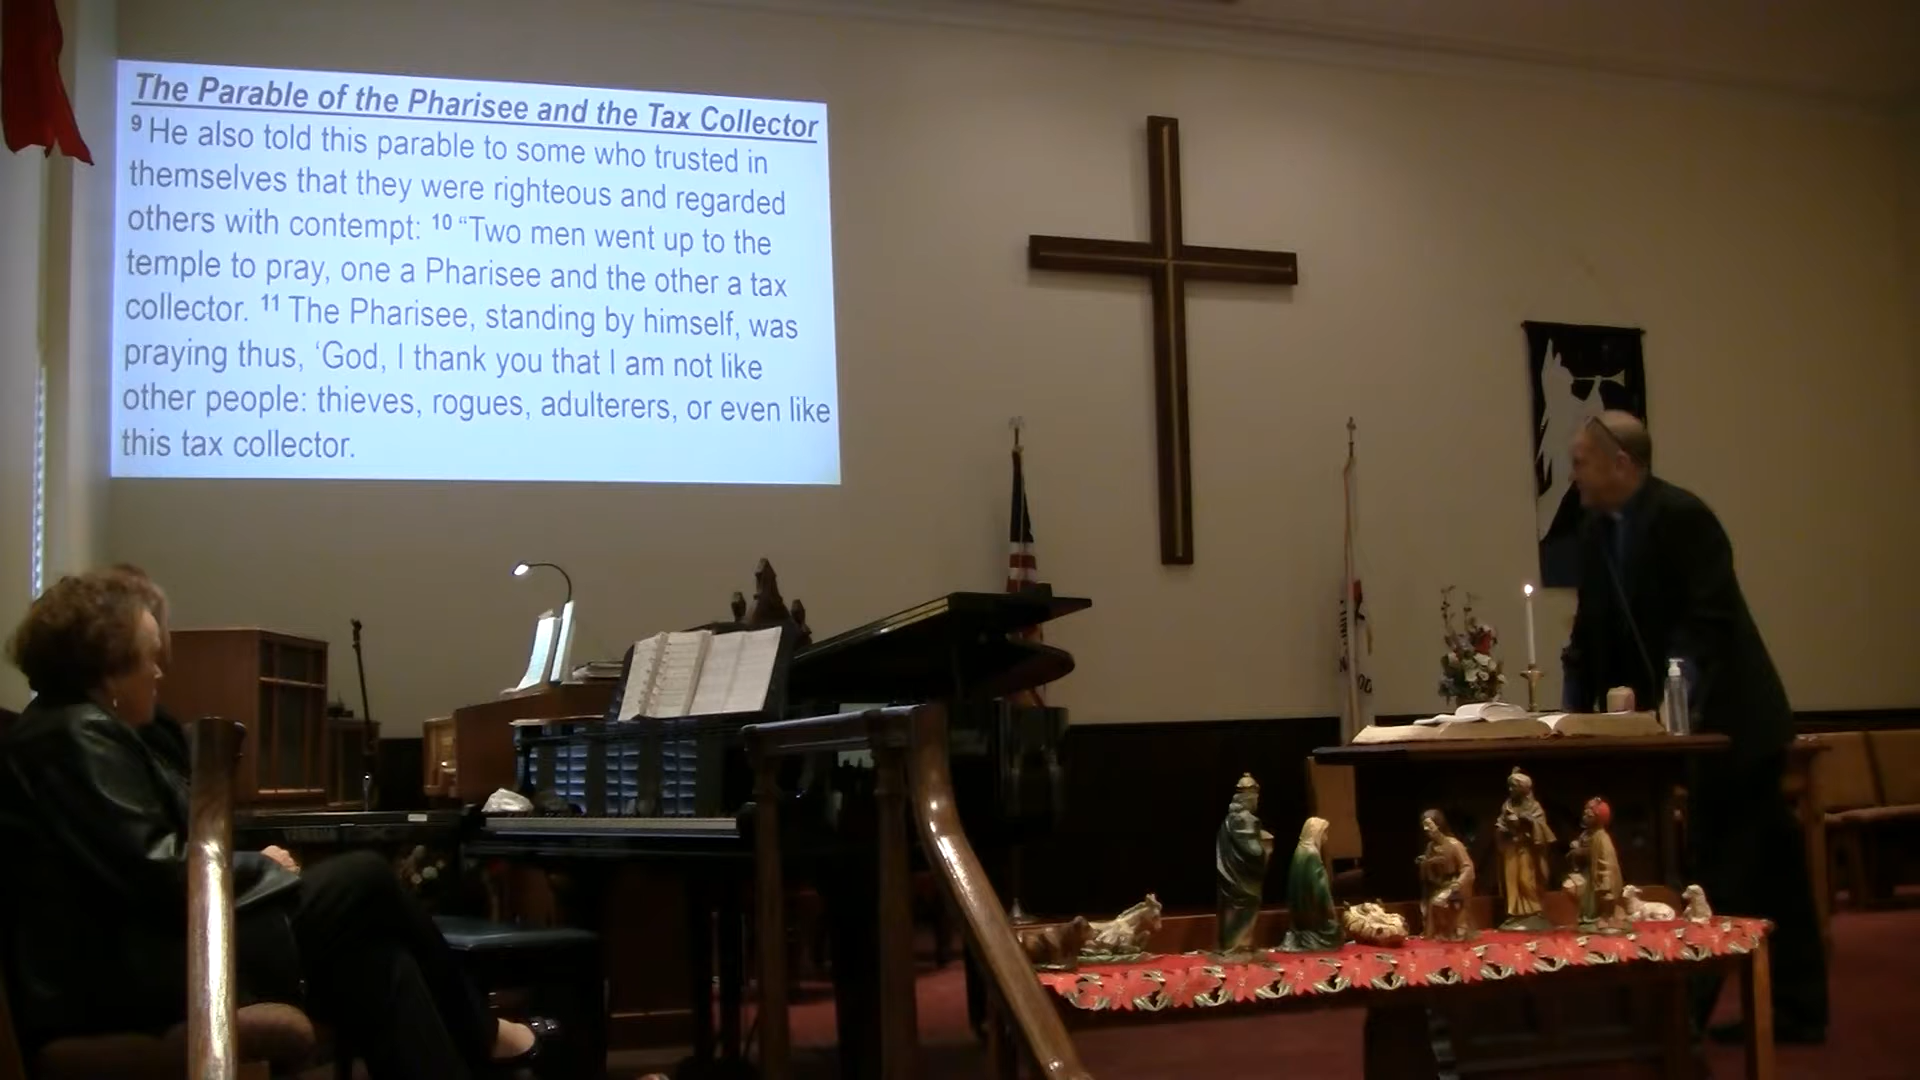 The Parable of the Pharisee and the Tax Collector
9 He also told this parable to some who trusted in
themselves that they were righteous and regarded
others with contempt: 10 “Two men went up to the
temple to pray, one a Pharisee and the other a tax
collector. 11 The Pharisee, standing by himself, was
praying thus, ‘God, I thank you that I am not like
other people: thieves, rogues, adulterers, or even like
this tax collector.